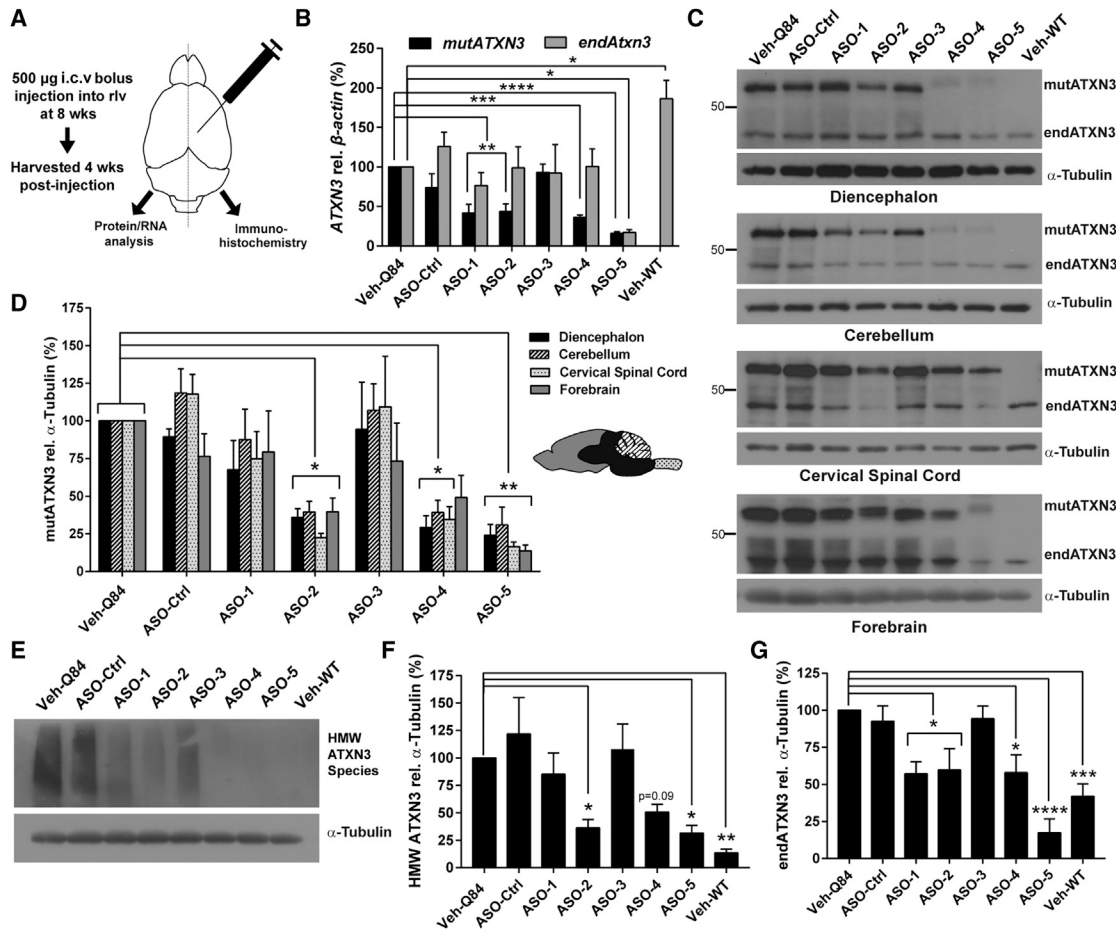 A
500 µg i.c.v bolus
injection into rlv
at 8 wks
Harvested 4 wks
post-injection
Protein/RNA
analysis
Immuno-
histochemistry
B
mutATXN3
endAtxn3
ATXN3 rel. β-actin (%)
250
200
150
100
50
0
*
*
****
***
**
Veh-Q84
ASO-Ctrl
ASO-1
ASO-2
ASO-3
ASO-4
ASO-5
Veh-WT
C
Veh-Q84
ASO-Ctrl
ASO-1
ASO-2
ASO-3
ASO-4
ASO-5
Veh-WT
mutATXN3
50
endATXN3
α-Tubulin
Diencephalon
mutATXN3
50
endATXN3
α-Tubulin
Cerebellum
mutATXN3
50
endATXN3
α-Tubulin
Cervical Spinal Cord
mutATXN3
50
endATXN3
α-Tubulin
Forebrain
D
mutATXN3 rel. α-Tubulin (%)
175
150
125
100
75
50
25
0
*
*
**
Diencephalon
Cerebellum
Cervical Spinal Cord
Forebrain
Veh-Q84
ASO-Ctrl
ASO-1
ASO-2
ASO-3
ASO-4
ASO-5
E
Veh-Q84
ASO-Ctrl
ASO-1
ASO-2
ASO-3
ASO-4
ASO-5
Veh-WT
HMW
ATXN3
Species
α-Tubulin
F
HMW ATXN3 rel. α-Tubulin (%)
175
150
125
100
75
50
25
0
*
p=0.09
*
**
Veh-Q84
ASO-Ctrl
ASO-1
ASO-2
ASO-3
ASO-4
ASO-5
Veh-WT
G
endATXN3 rel. α-Tubulin (%)
125
100
75
50
25
0
*
*
****
***
Veh-Q84
ASO-Ctrl
ASO-1
ASO-2
ASO-3
ASO-4
ASO-5
Veh-WT